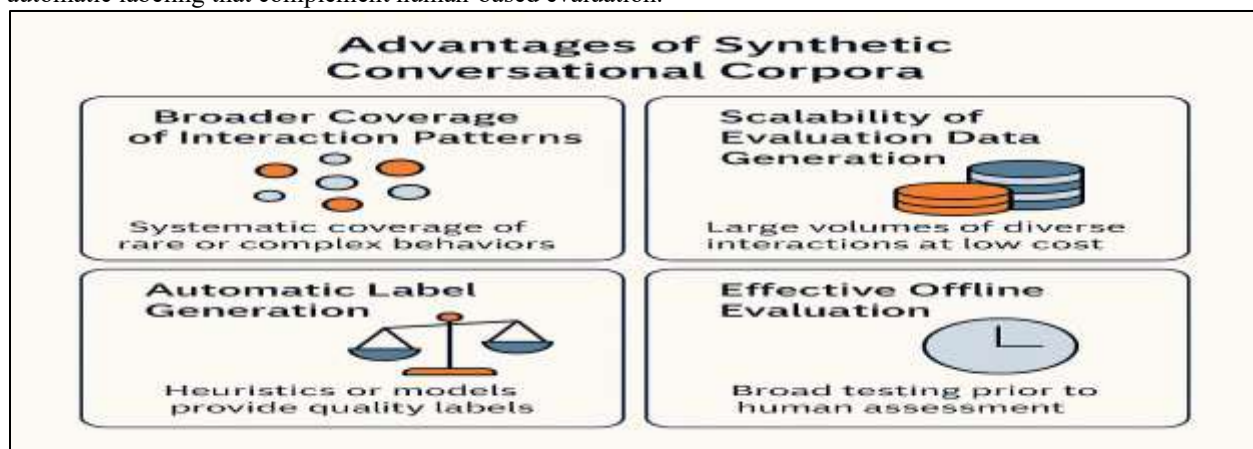 automatic labeling that complement human-based evaluation.
Advantages of Synthetic
Conversational Corpora
Broader Coverage
of Interaction Patterns
Systematic coverage of
rare or complex behaviors
Scalability of
Evaluation Data
Generation
Large volumes of diverse
interactions at low cost
Automatic Label
Generation
Heuristics or models
provide quality labels
Effective Offline
Evaluation
Broad testing prior to
human assessment